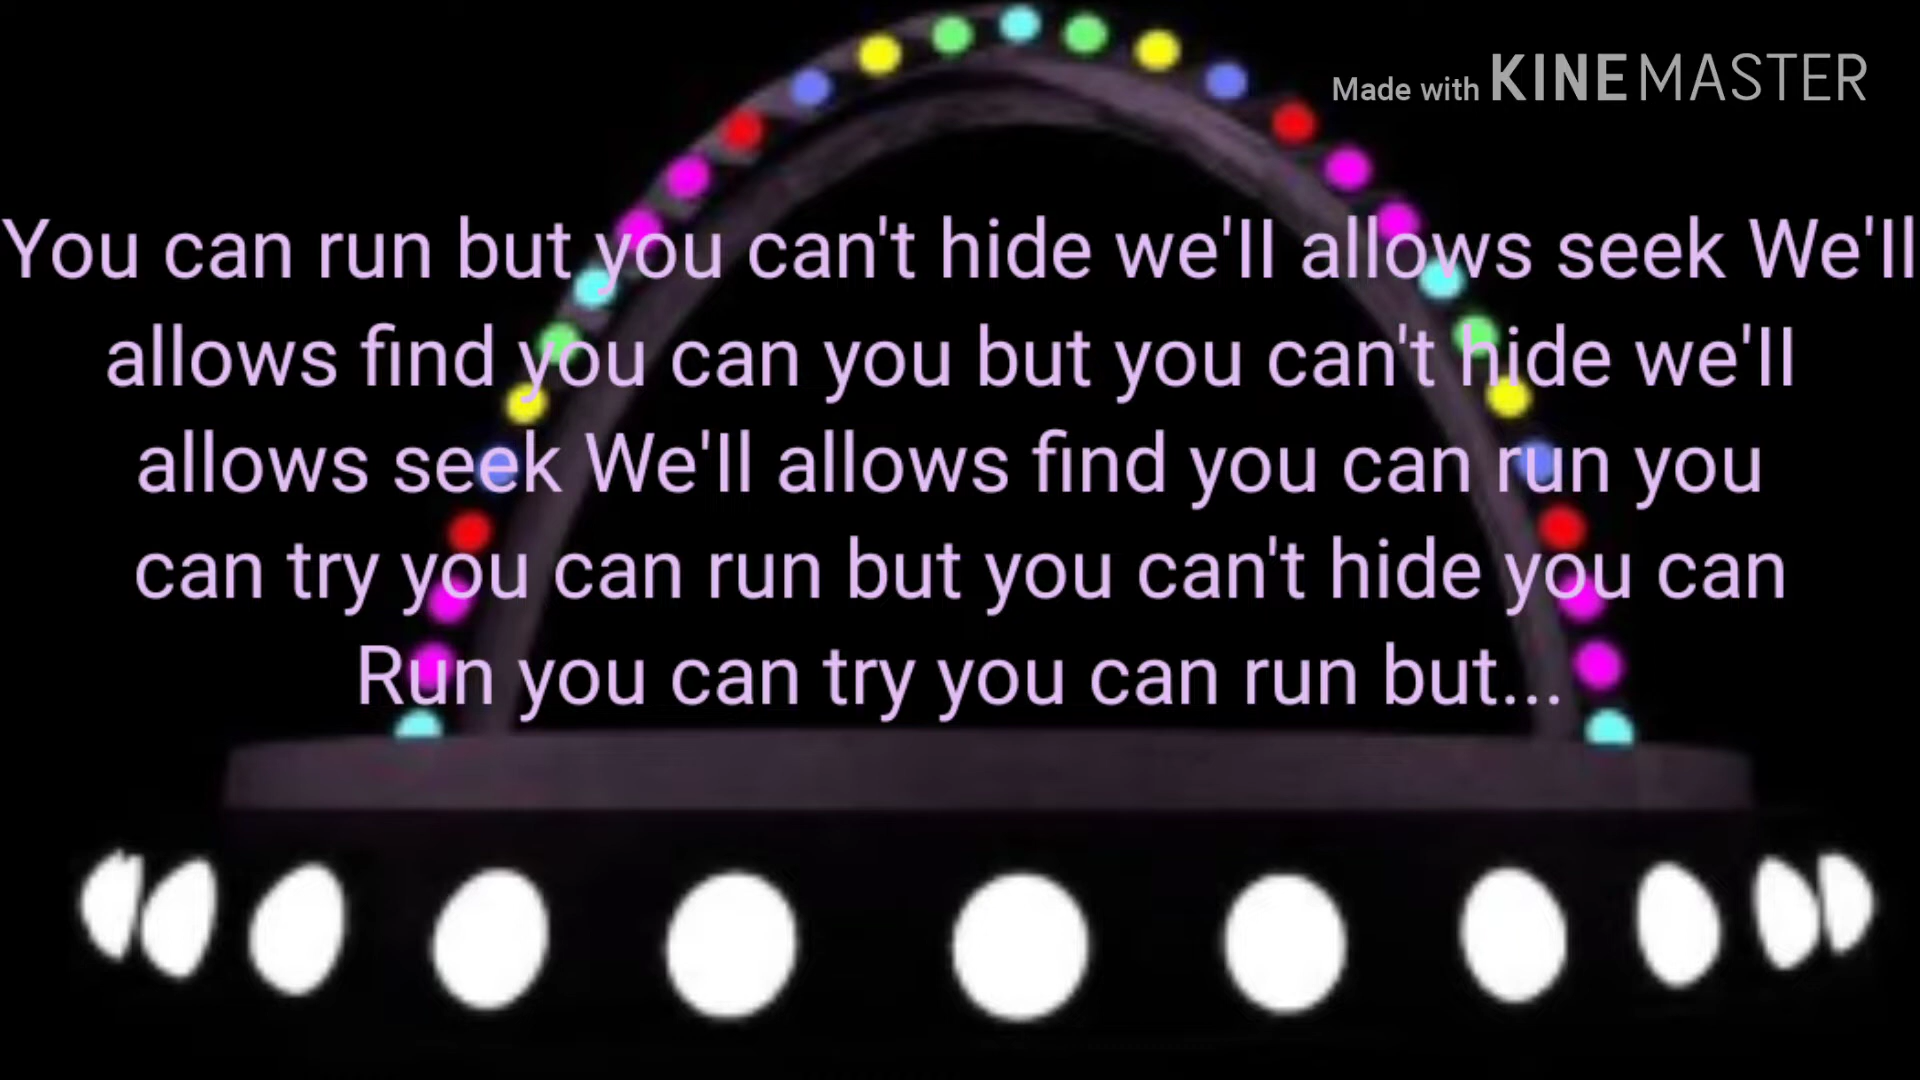 Made with KINEMASTER
You can run but you can't hide we'll allows seek We'll
allows find you can you but you can't hide we'll
allows seek We'll allows find you can run you
can try you can run but you can't hide you can
Run you can try you can run but...